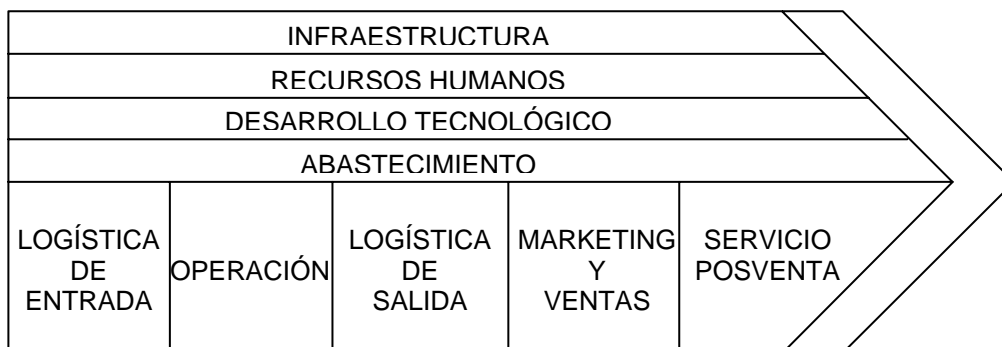 INFRAESTRUCTURA
RECURSOS HUMANOS
DESARROLLO TECNOLÓGICO
ABASTECIMIENTO
LOGÍSTICA
DE
ENTRADA
OPERACIÓN
LOGÍSTICA
DE
SALIDA
MARKETING
Y
VENTAS
SERVICIO
POSVENTA